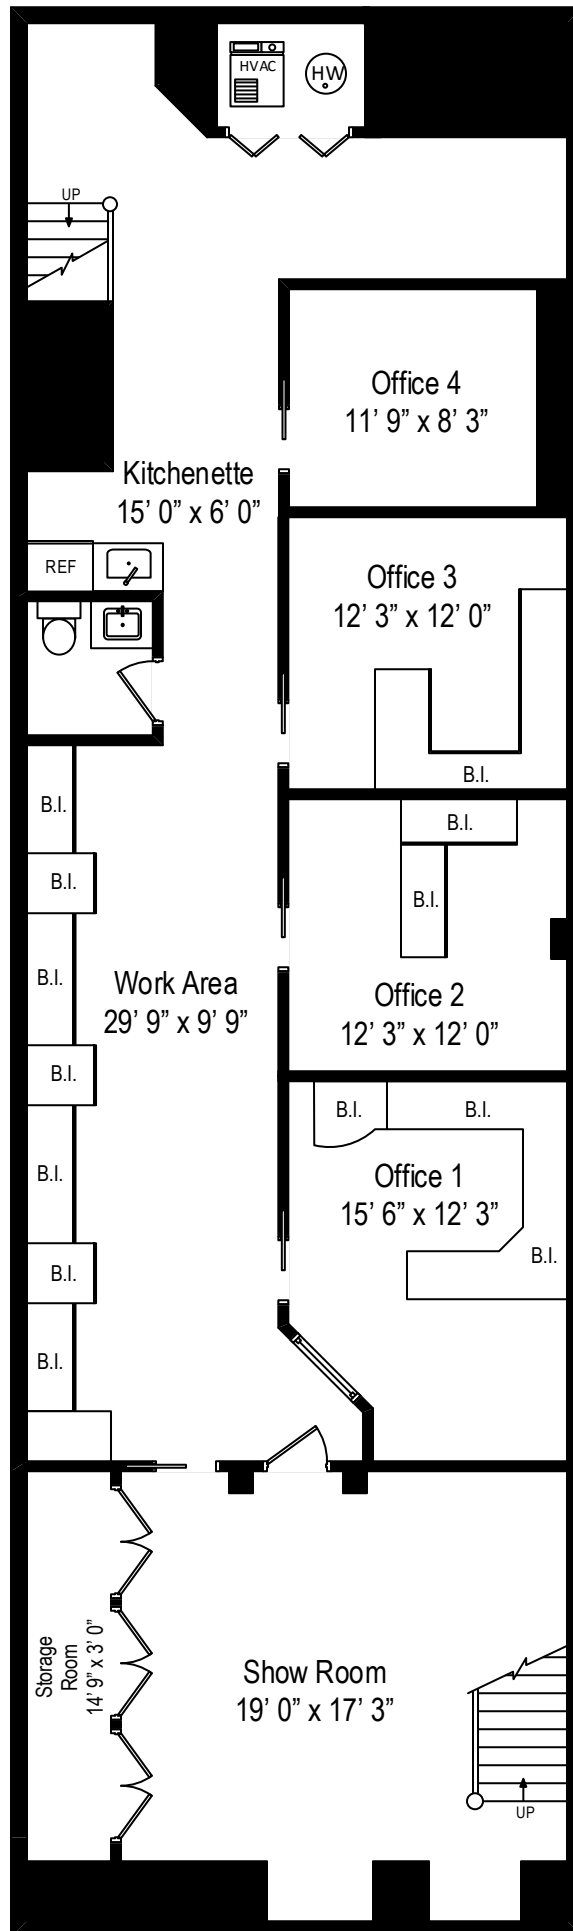 HVAC
HW
UP
Office 4
11’ 9” x 8’ 3”
Kitchenette
15’ 0” x 6’ 0”
REF
Office 3
12’ 3” x 12’ 0”
B.I.
B.I.
B.I.
B.I.
B.I.
B.I.
Work Area
29’ 9” x 9’ 9”
Office 2
12’ 3” x 12’ 0”
B.I.
B.I.
B.I.
Office 1
15’ 6” x 12’ 3”
B.I.
B.I.
B.I.
B.I.
Storage
Room
14’ 9” x 3’ 0”
Show Room
19’ 0” x 17’ 3”
UP